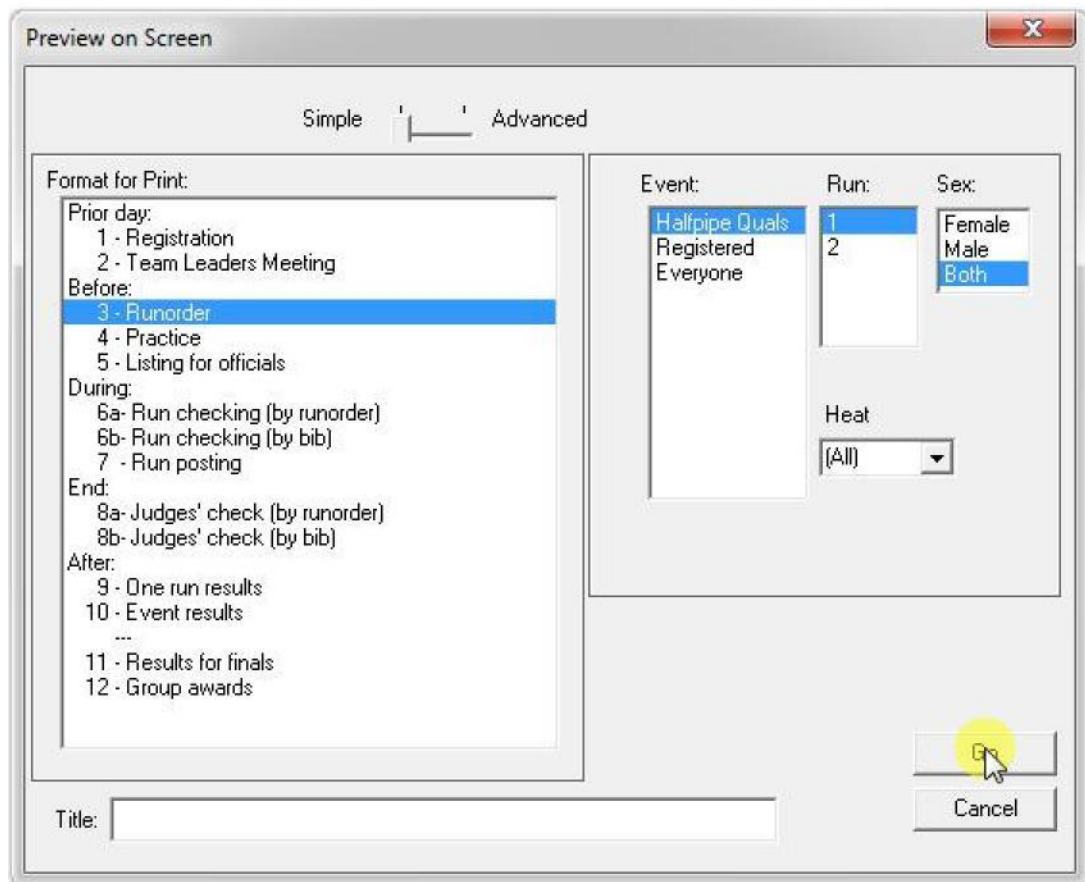 Preview on Screen
Simple Advanced
Format for Print:
Prior day:
1 - Registration
2 - Team Leaders Meeting
Before:
3 - Runorder
4 - Practice
5 - Listing for officials
During:
6a- Run checking (by runorder)
6b- Run checking (by bib)
7 - Run posting
End:
8a- Judges' check (by runorder)
8b- Judges' check (by bib)
After:
9 - One run results
10 - Event results
---
11 - Results for finals
12 - Group awards
Event:
Halfpipe Quals
Registered
Everyone
Run:
1
2
Sex:
Female
Male
Both
Heat
(All)
Go
Cancel
Title: